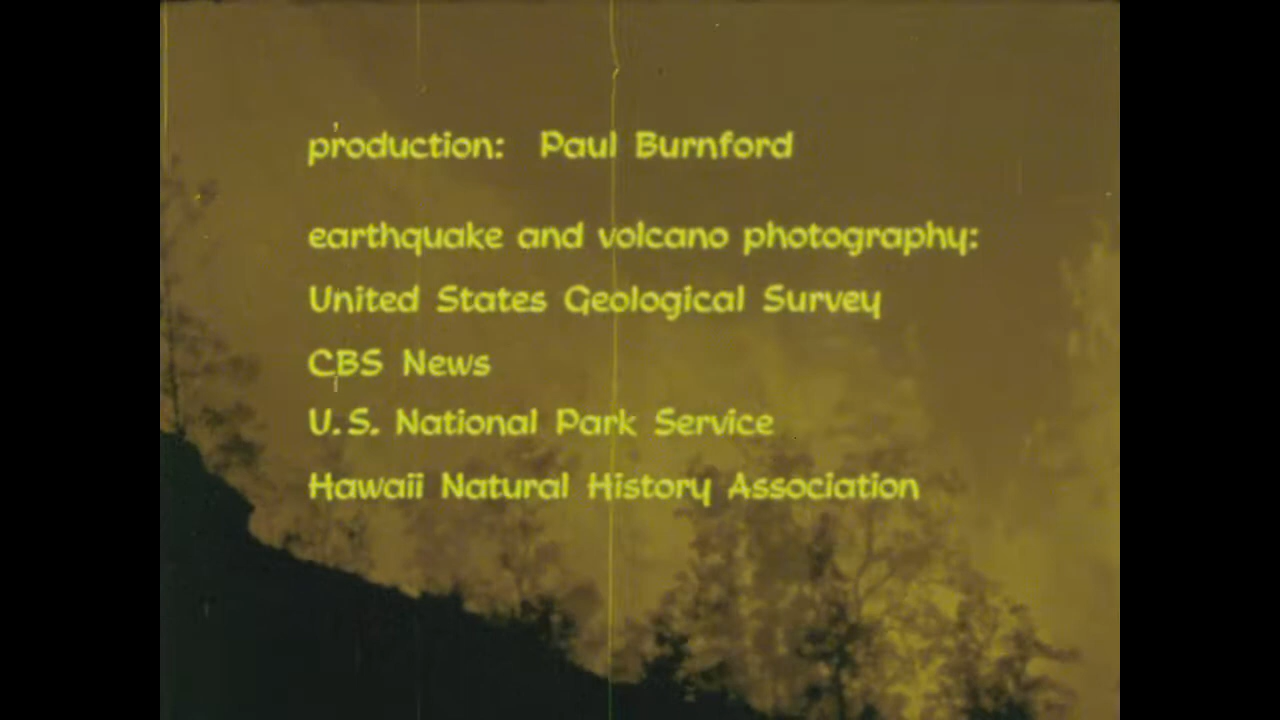 production: Paul Burnford
earthquake and volcano photography:
United States Geological Survey
CBS News
U.S. National Park Service
Hawaii Natural History Association